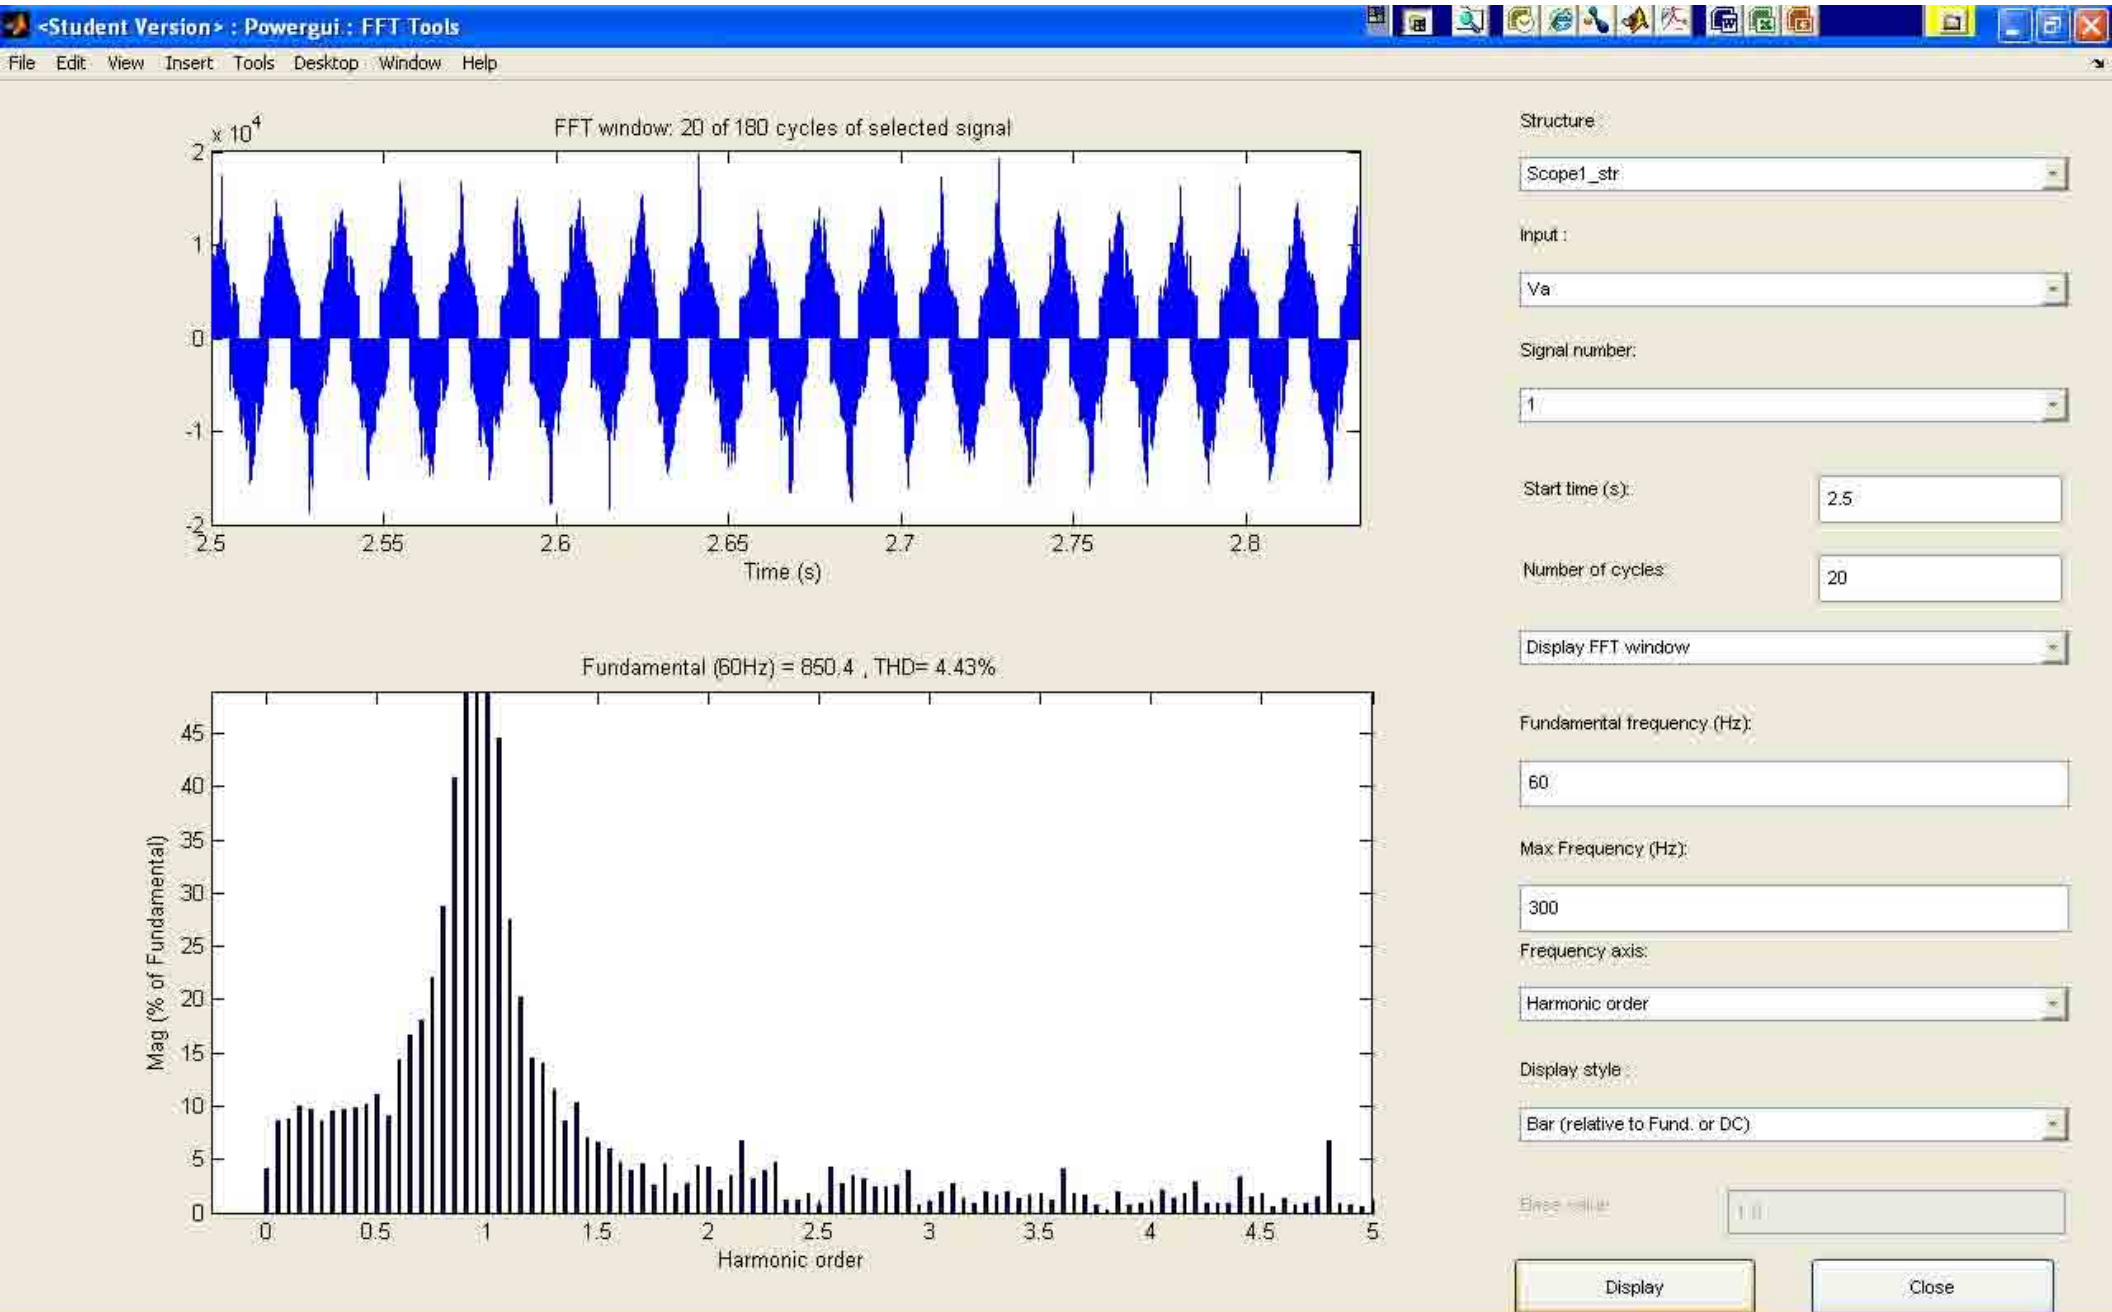 <Student Version> : Powergui : FFT Tools
File Edit View Insert Tools Desktop Window Help
x 10^4
FFT window: 20 of 180 cycles of selected signal
2
1
0
-1
-2
2.5 2.55 2.6 2.65 2.7 2.75 2.8
Time (s)
Fundamental (60Hz) = 850.4 , THD= 4.43%
Mag (% of Fundamental)
45
40
35
30
25
20
15
10
5
0
0 0.5 1 1.5 2 2.5 3 3.5 4 4.5 5
Harmonic order
Structure :
Scope1_str
Input :
Va
Signal number:
1
Start time (s):
2.5
Number of cycles:
20
Display FFT window
Fundamental frequency (Hz):
60
Max Frequency (Hz):
300
Frequency axis:
Harmonic order
Display style :
Bar (relative to Fund. or DC)
Base value:
1.0
Display
Close